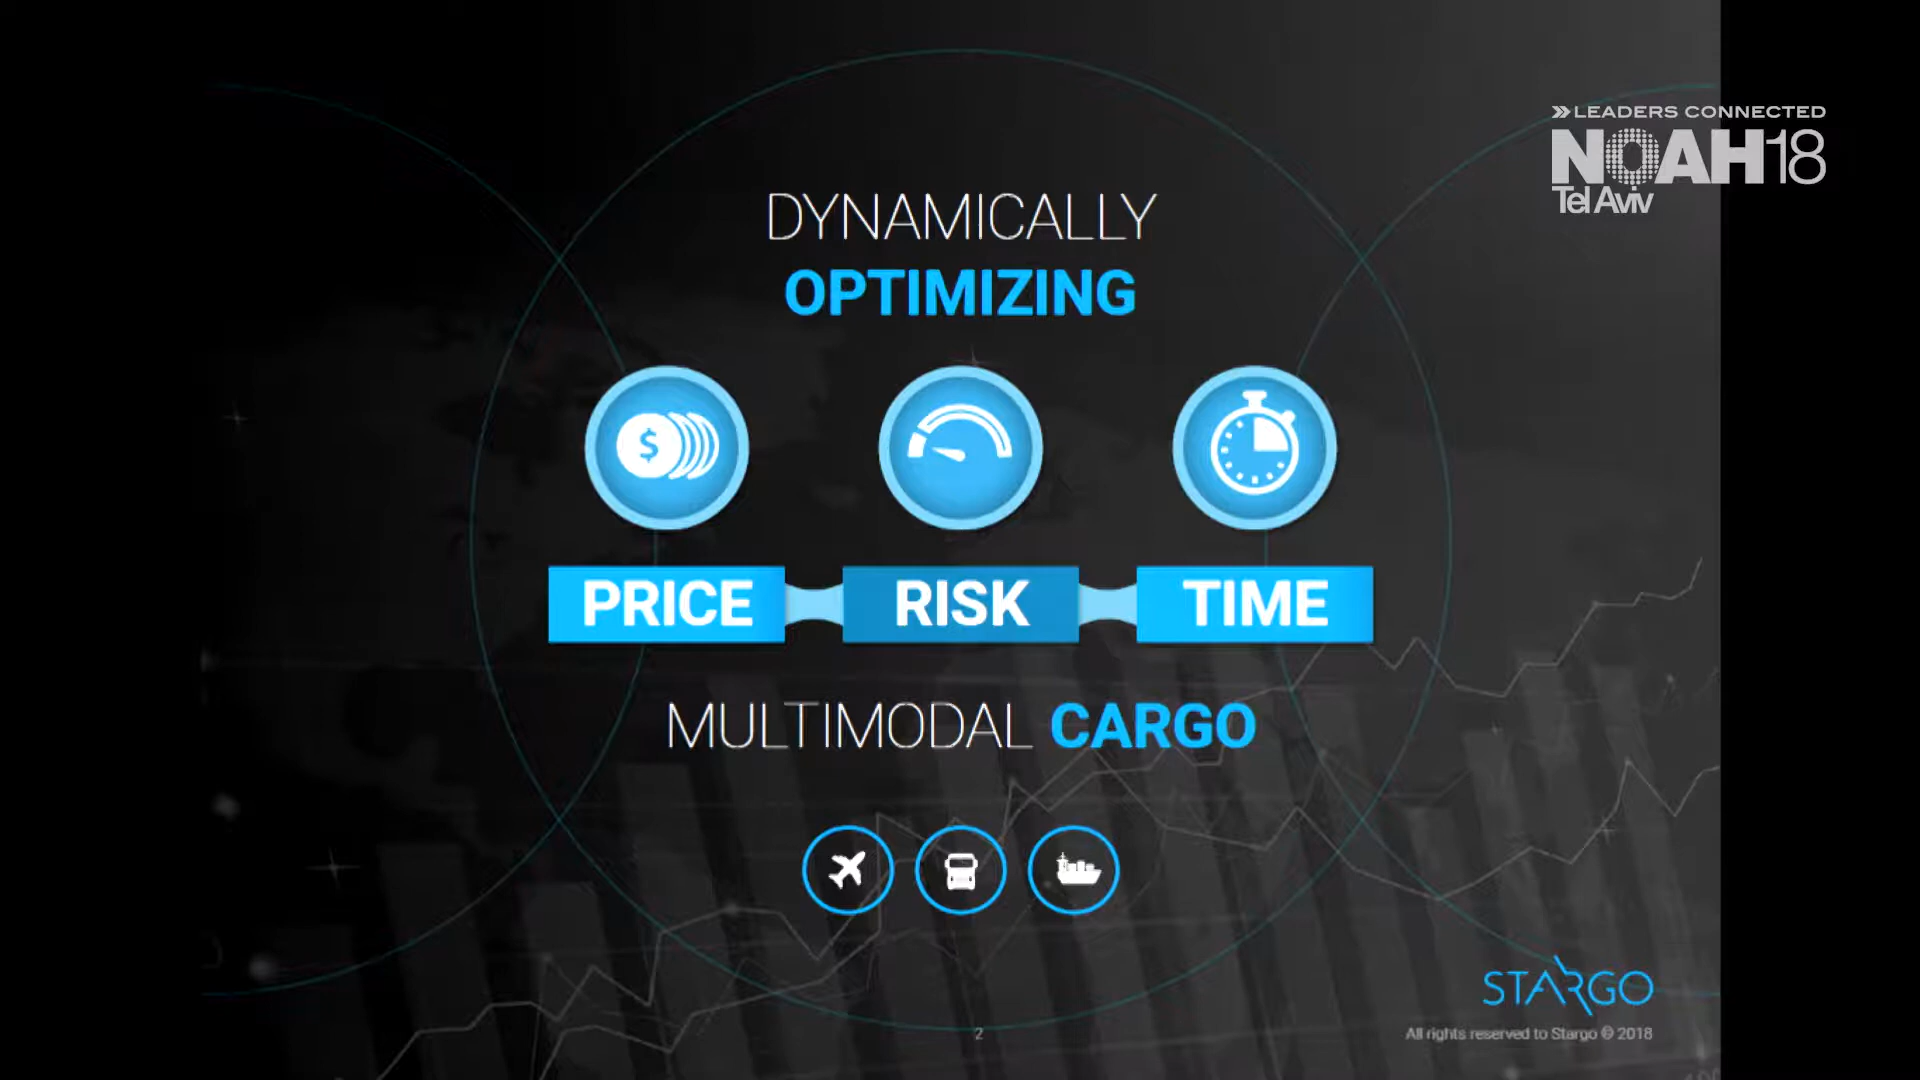 LEADERS CONNECTED
NOAH18
Tel Aviv
DYNAMICALLY
OPTIMIZING
$
PRICE RISK TIME
MULTIMODAL CARGO
STARGO
2
All rights reserved to Stargo © 2018